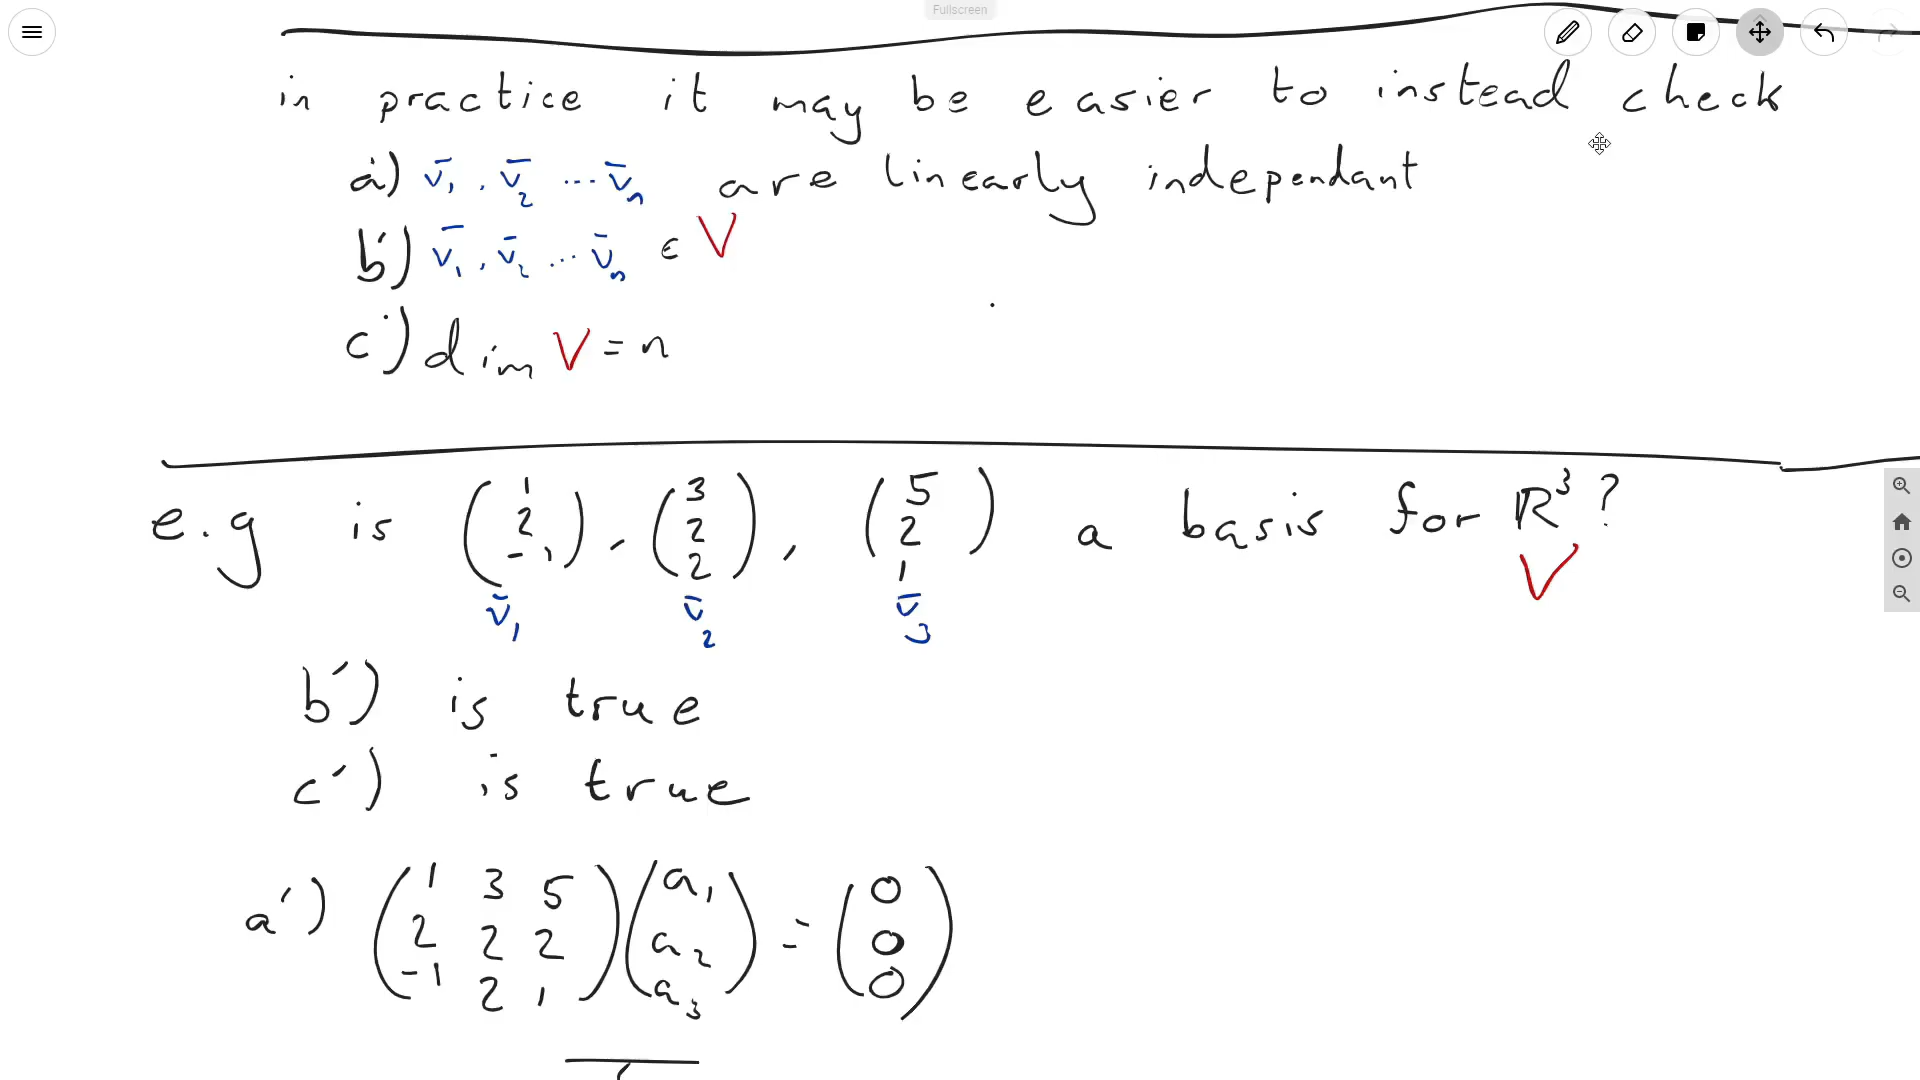 Fullscreen
in practice it may be easier to instead check
a') v̄₁, v̄₂ ... v̄ₙ are linearly independant
b') v̄₁, v̄₂ ... v̄ₙ ∈ V
c') dim V = n
e.g is (1 2 -1), (3 2 2), (5 2 1) a basis for ℝ³?
v̄₁ v̄₂ v̄₃ V
b') is true
c') is true
a') (1 3 5
2 2 2
-1 2 1) (a₁ a₂ a₃) = (0 0 0)